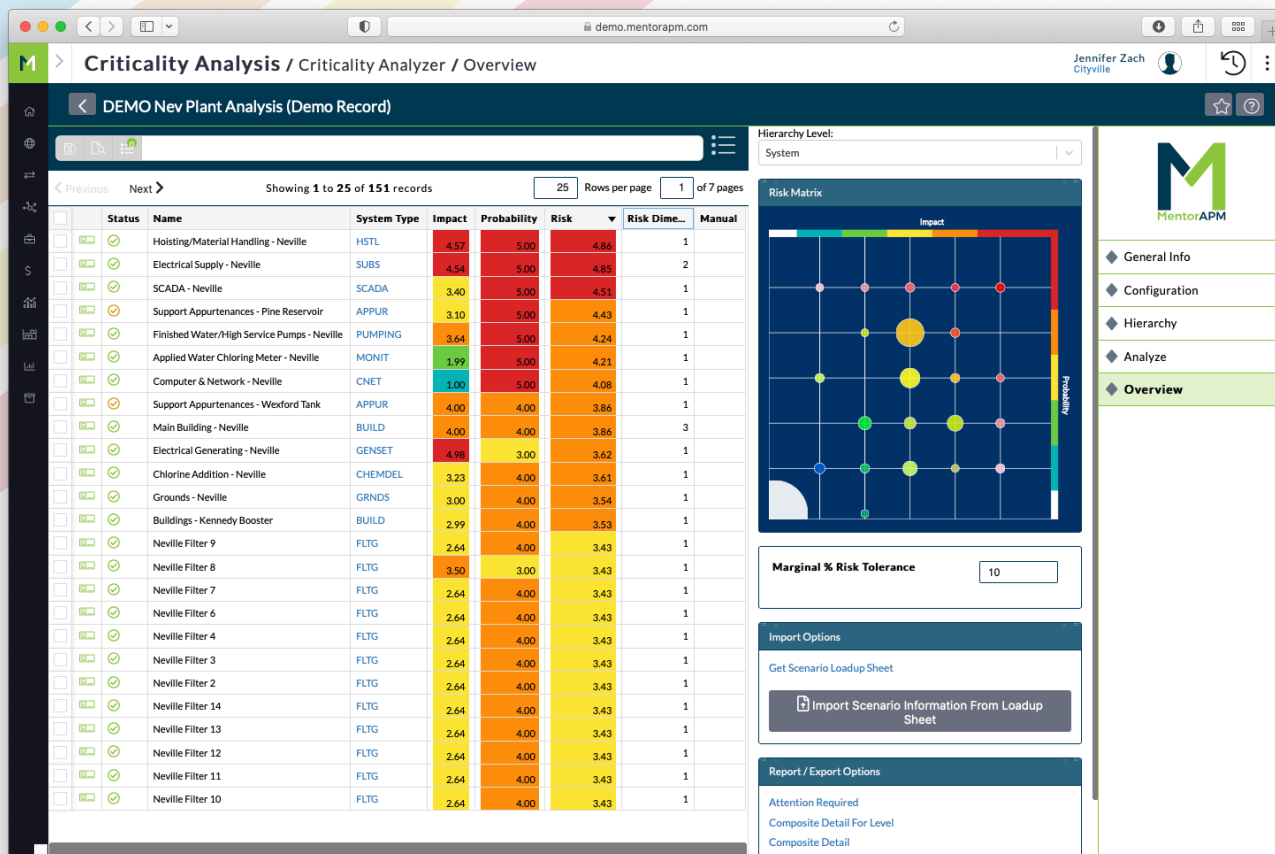 demo.mentorapm.com
M
Criticality Analysis / Criticality Analyzer / Overview
Jennifer Zach
Cityville
DEMO Nev Plant Analysis (Demo Record)
0
Previous Next Showing 1 to 25 of 151 records 25 Rows per page 1 of 7 pages
Status Name System Type Impact Probability Risk Risk Dime... Manual
Hoisting/Material Handling - Neville HSTL 4.57 5.00 4.86 1
Electrical Supply - Neville SUBS 4.54 5.00 4.85 2
SCADA - Neville SCADA 3.40 5.00 4.51 1
Support Appurtenances - Pine Reservoir APPUR 3.10 5.00 4.43 1
Finished Water/High Service Pumps - Neville PUMPING 3.64 5.00 4.24 1
Applied Water Chloring Meter - Neville MONIT 1.99 5.00 4.21 1
Computer & Network - Neville CNET 1.00 5.00 4.08 1
Support Appurtenances - Wexford Tank APPUR 4.00 4.00 3.86 1
Main Building - Neville BUILD 4.00 4.00 3.86 3
Electrical Generating - Neville GENSET 4.98 3.00 3.62 1
Chlorine Addition - Neville CHEMDEL 3.23 4.00 3.61 1
Grounds - Neville GRNDS 3.00 4.00 3.54 1
Buildings - Kennedy Booster BUILD 2.99 4.00 3.53 1
Neville Filter 9 FLTG 2.64 4.00 3.43 1
Neville Filter 8 FLTG 3.50 3.00 3.43 1
Neville Filter 7 FLTG 2.64 4.00 3.43 1
Neville Filter 6 FLTG 2.64 4.00 3.43 1
Neville Filter 4 FLTG 2.64 4.00 3.43 1
Neville Filter 3 FLTG 2.64 4.00 3.43 1
Neville Filter 2 FLTG 2.64 4.00 3.43 1
Neville Filter 14 FLTG 2.64 4.00 3.43 1
Neville Filter 13 FLTG 2.64 4.00 3.43 1
Neville Filter 12 FLTG 2.64 4.00 3.43 1
Neville Filter 11 FLTG 2.64 4.00 3.43 1
Neville Filter 10 FLTG 2.64 4.00 3.43 1
Hierarchy Level:
System
Risk Matrix
Impact
Probability
Marginal % Risk Tolerance 10
Import Options
Get Scenario Loadup Sheet
Import Scenario Information From Loadup
Sheet
Report / Export Options
Attention Required
Composite Detail For Level
Composite Detail
M
MentorAPM
General Info
Configuration
Hierarchy
Analyze
Overview